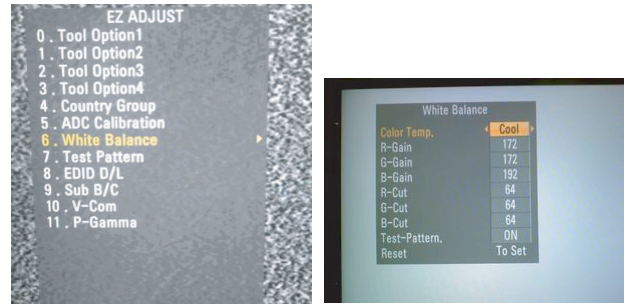 EZ ADJUST
0 . Tool Option1
1 . Tool Option2
2 . Tool Option3
3 . Tool Option4
4 . Country Group
5 . ADC Calibration
6 . White Balance
7 . Test Pattern
8 . EDID D/L
9 . Sub B/C
10 . V-Com
11 . P-Gamma
White Balance
Color Temp. Cool
R-Gain 172
G-Gain 172
B-Gain 192
R-Cut 64
G-Cut 64
B-Cut 64
Test-Pattern. ON
Reset To Set